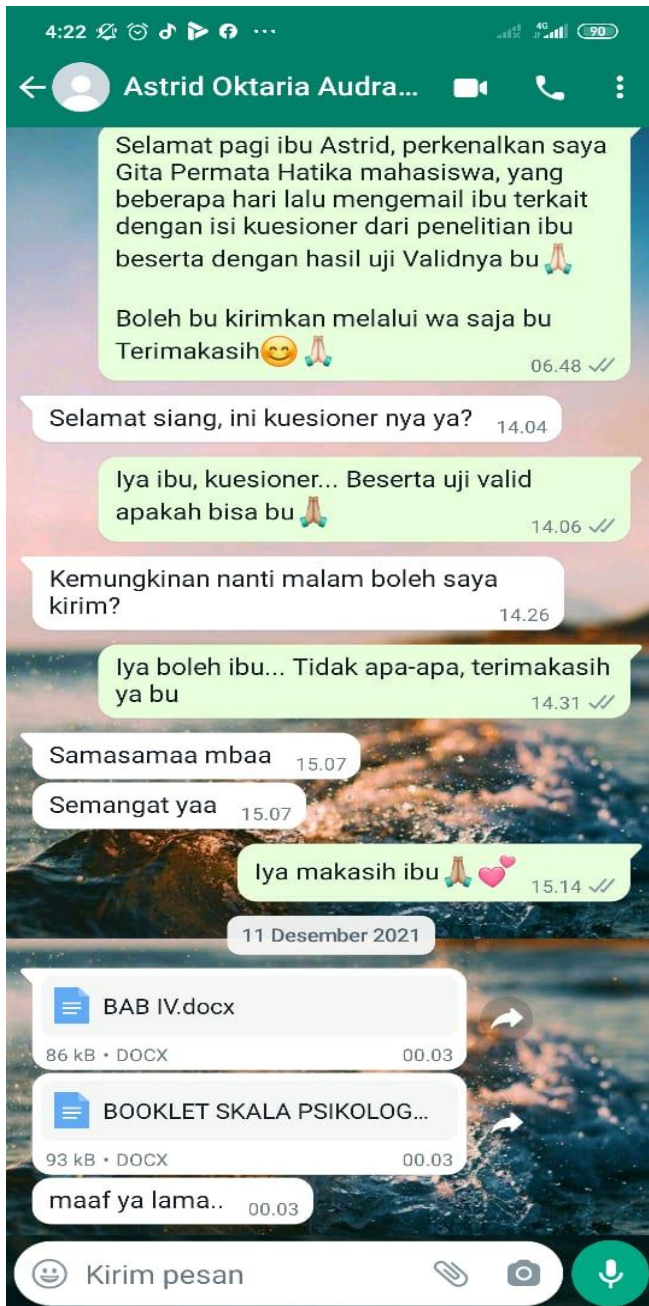 4:22 ... 4G 90
Astrid Oktaria Audra...
Selamat pagi ibu Astrid, perkenalkan saya
Gita Permata Hatika mahasiswa, yang
beberapa hari lalu mengemail ibu terkait
dengan isi kuesioner dari penelitian ibu
beserta dengan hasil uji Validnya bu🙏🏼
Boleh bu kirimkan melalui wa saja bu
Terimakasih😊🙏🏼
06.48
Selamat siang, ini kuesioner nya ya? 14.04
Iya ibu, kuesioner... Beserta uji valid
apakah bisa bu🙏🏼
14.06
Kemungkinan nanti malam boleh saya
kirim?
14.26
Iya boleh ibu... Tidak apa-apa, terimakasih
ya bu
14.31
Samasamaa mbaa 15.07
Semangat yaa 15.07
Iya makasih ibu🙏🏼💕 15.14
11 Desember 2021
BAB IV.docx
86 kB • DOCX 00.03
BOOKLET SKALA PSIKOLOG...
93 kB • DOCX 00.03
maaf ya lama.. 00.03
Kirim pesan